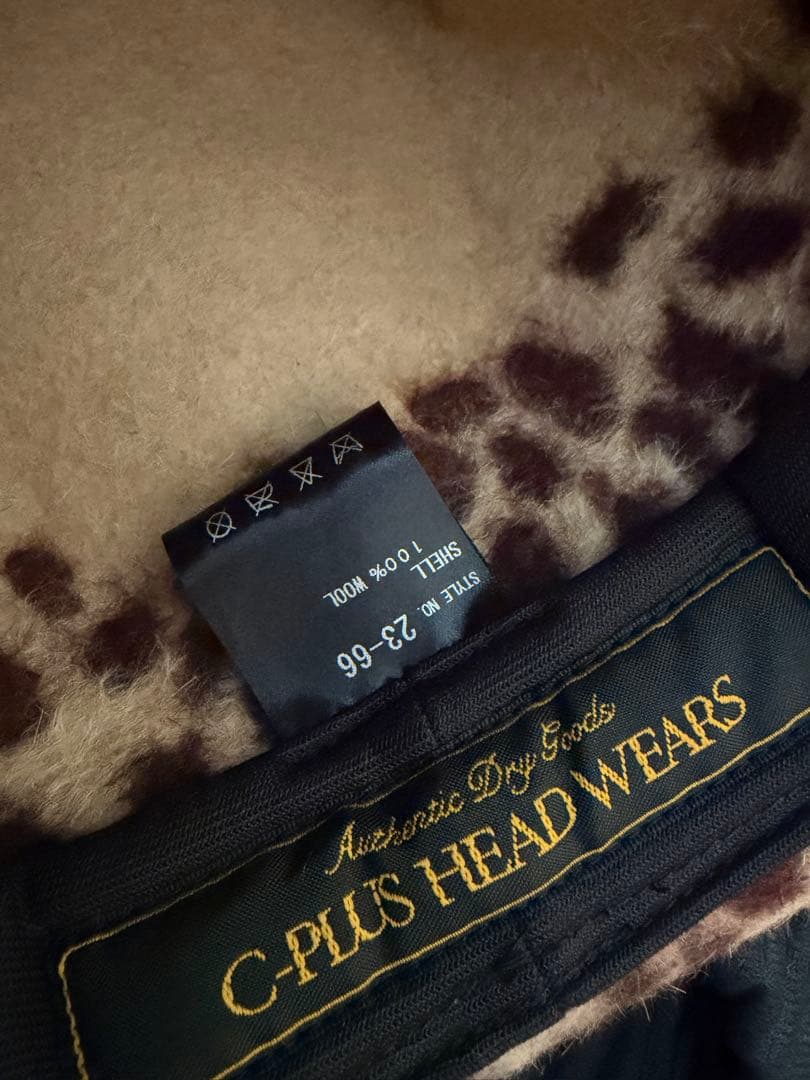 STYLE NO. 23-66
SHELL
100% WOOL
Authentic Dry Goods
C-PLUS HEAD WEARS